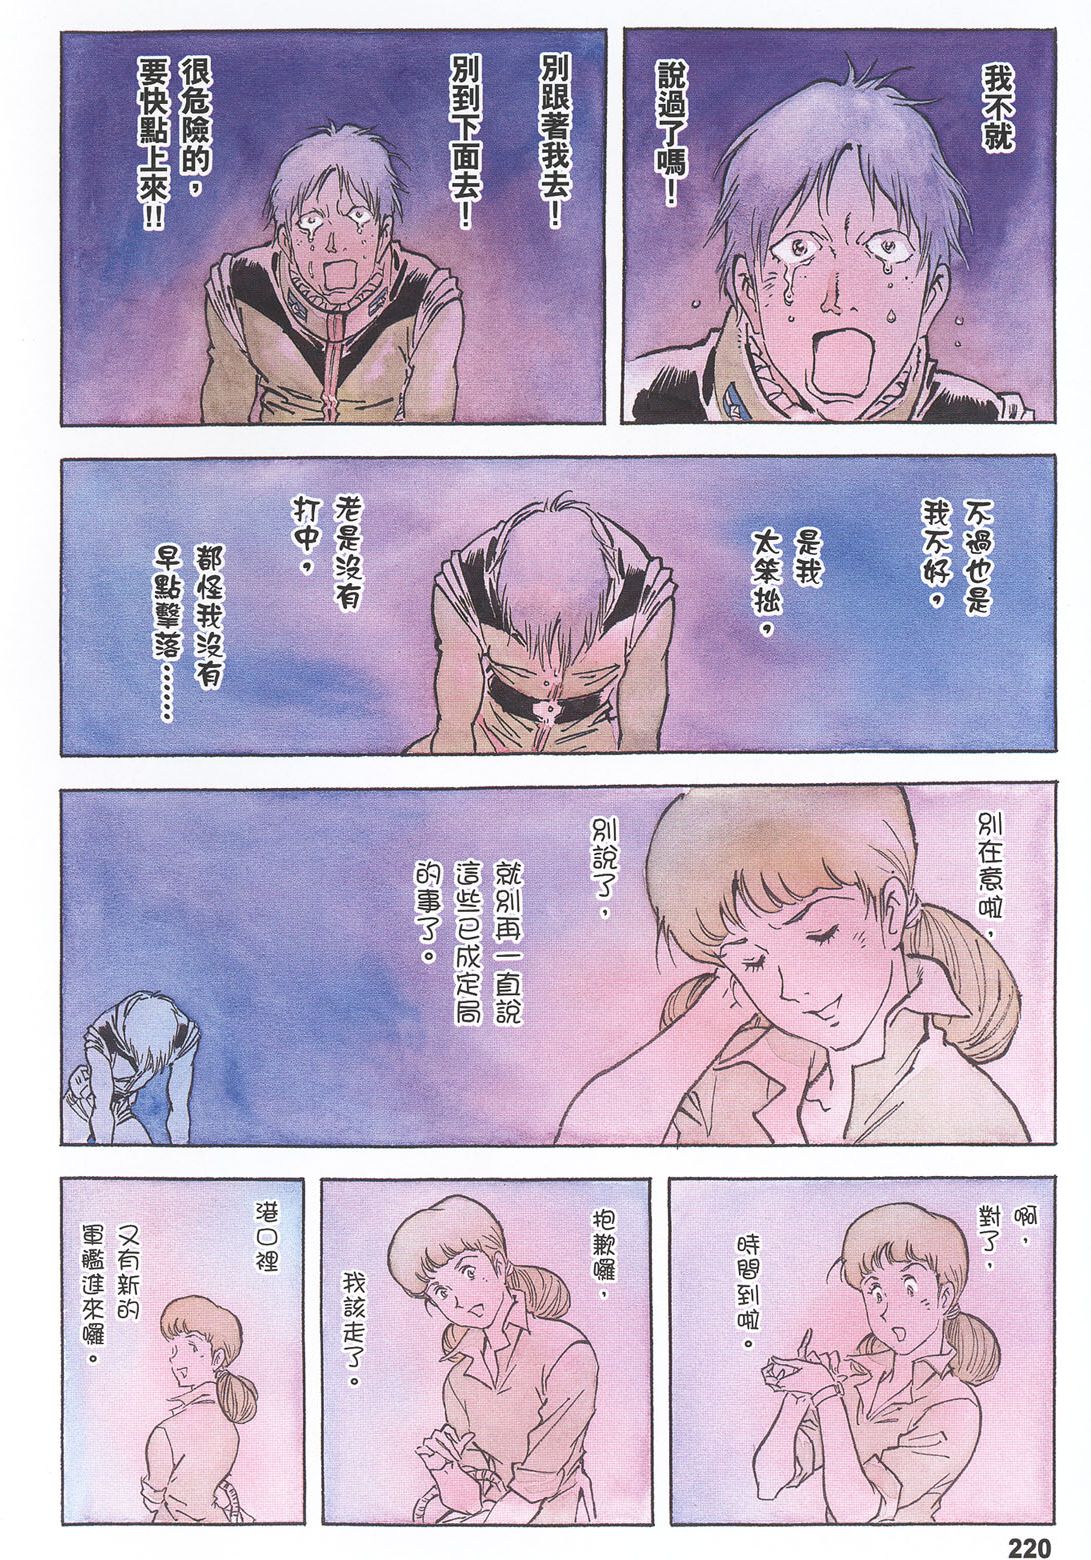 我不就
說過了嗎！
別跟著我去！
別到下面去！
很危險的，
要快點上來!!
不過也是
我不好，
是我
太笨拙，
老是沒有
打中，
都怪我沒有
早點擊落……
別在意啦，
別說了，
就別再一直說
這些已成定局
的事了。
啊，
對了，
時間到啦。
抱歉囉，
我該走了。
港口裡
又有新的
軍艦進來囉。
220